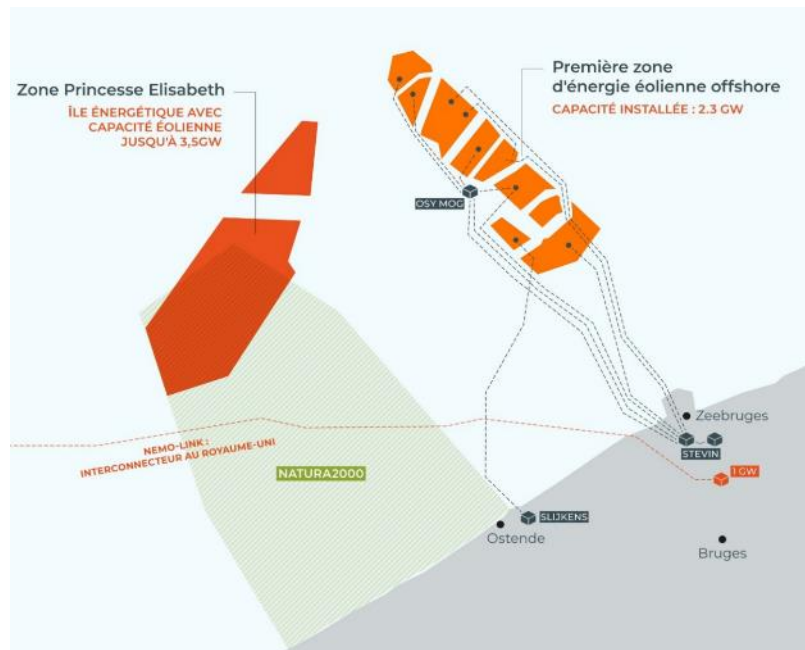 Zone Princesse Elisabeth
ÎLE ÉNERGÉTIQUE AVEC
CAPACITÉ ÉOLIENNE
JUSQU'À 3,5GW
Première zone
d'énergie éolienne offshore
CAPACITÉ INSTALLÉE : 2.3 GW
OSY MOG
Zeebruges
STEVIN
NEMO-LINK :
INTERCONNECTEUR AU ROYAUME-UNI
NATURA2000
1 GW
SLIJKENS
Ostende
Bruges